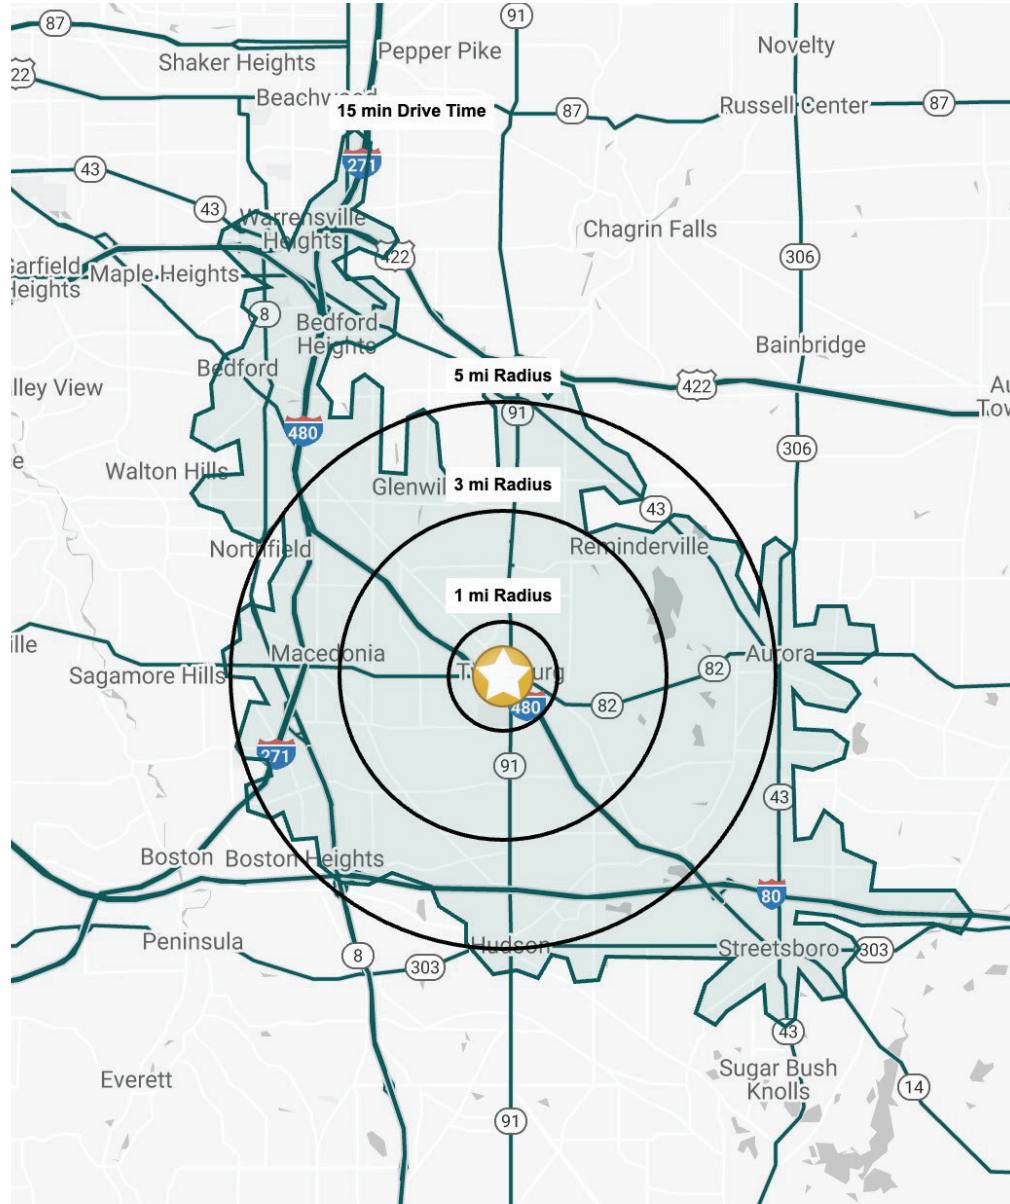 91
87
Novelty
Pepper Pike
Shaker Heights
22
Russell Center
87
87
15 min Drive Time
271
43
43
Warrensville
Heights
Chagrin Falls
422
306
Maple Heights
Heights
8
Bedford
Heights
Bainbridge
Bedford
5 mi Radius
422
91
480
306
Walton Hills
3 mi Radius
43
Northfield
Reminderville
1 mi Radius
Macedonia
Aurora
82
Sagamore Hills
480
82
271
91
43
Boston
Boston Heights
80
Peninsula
Hudson
Streetsboro
8
303
303
43
Everett
Sugar Bush
Knolls
14
91